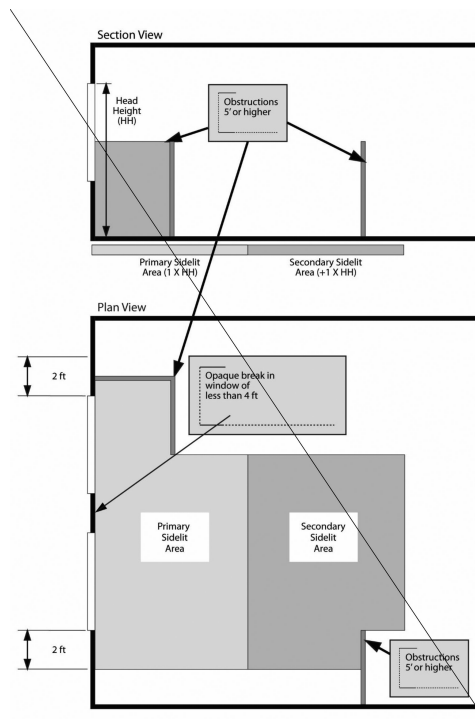 Section View
Head
Height
(HH)
Obstructions
5' or higher
Primary Sidelit
Area (1 X HH)
Secondary Sidelit
Area (+1 X HH)
Plan View
2 ft
Opaque break in
window of
less than 4 ft
Primary
Sidelit
Area
Secondary
Sidelit
Area
2 ft
Obstructions
5' or higher